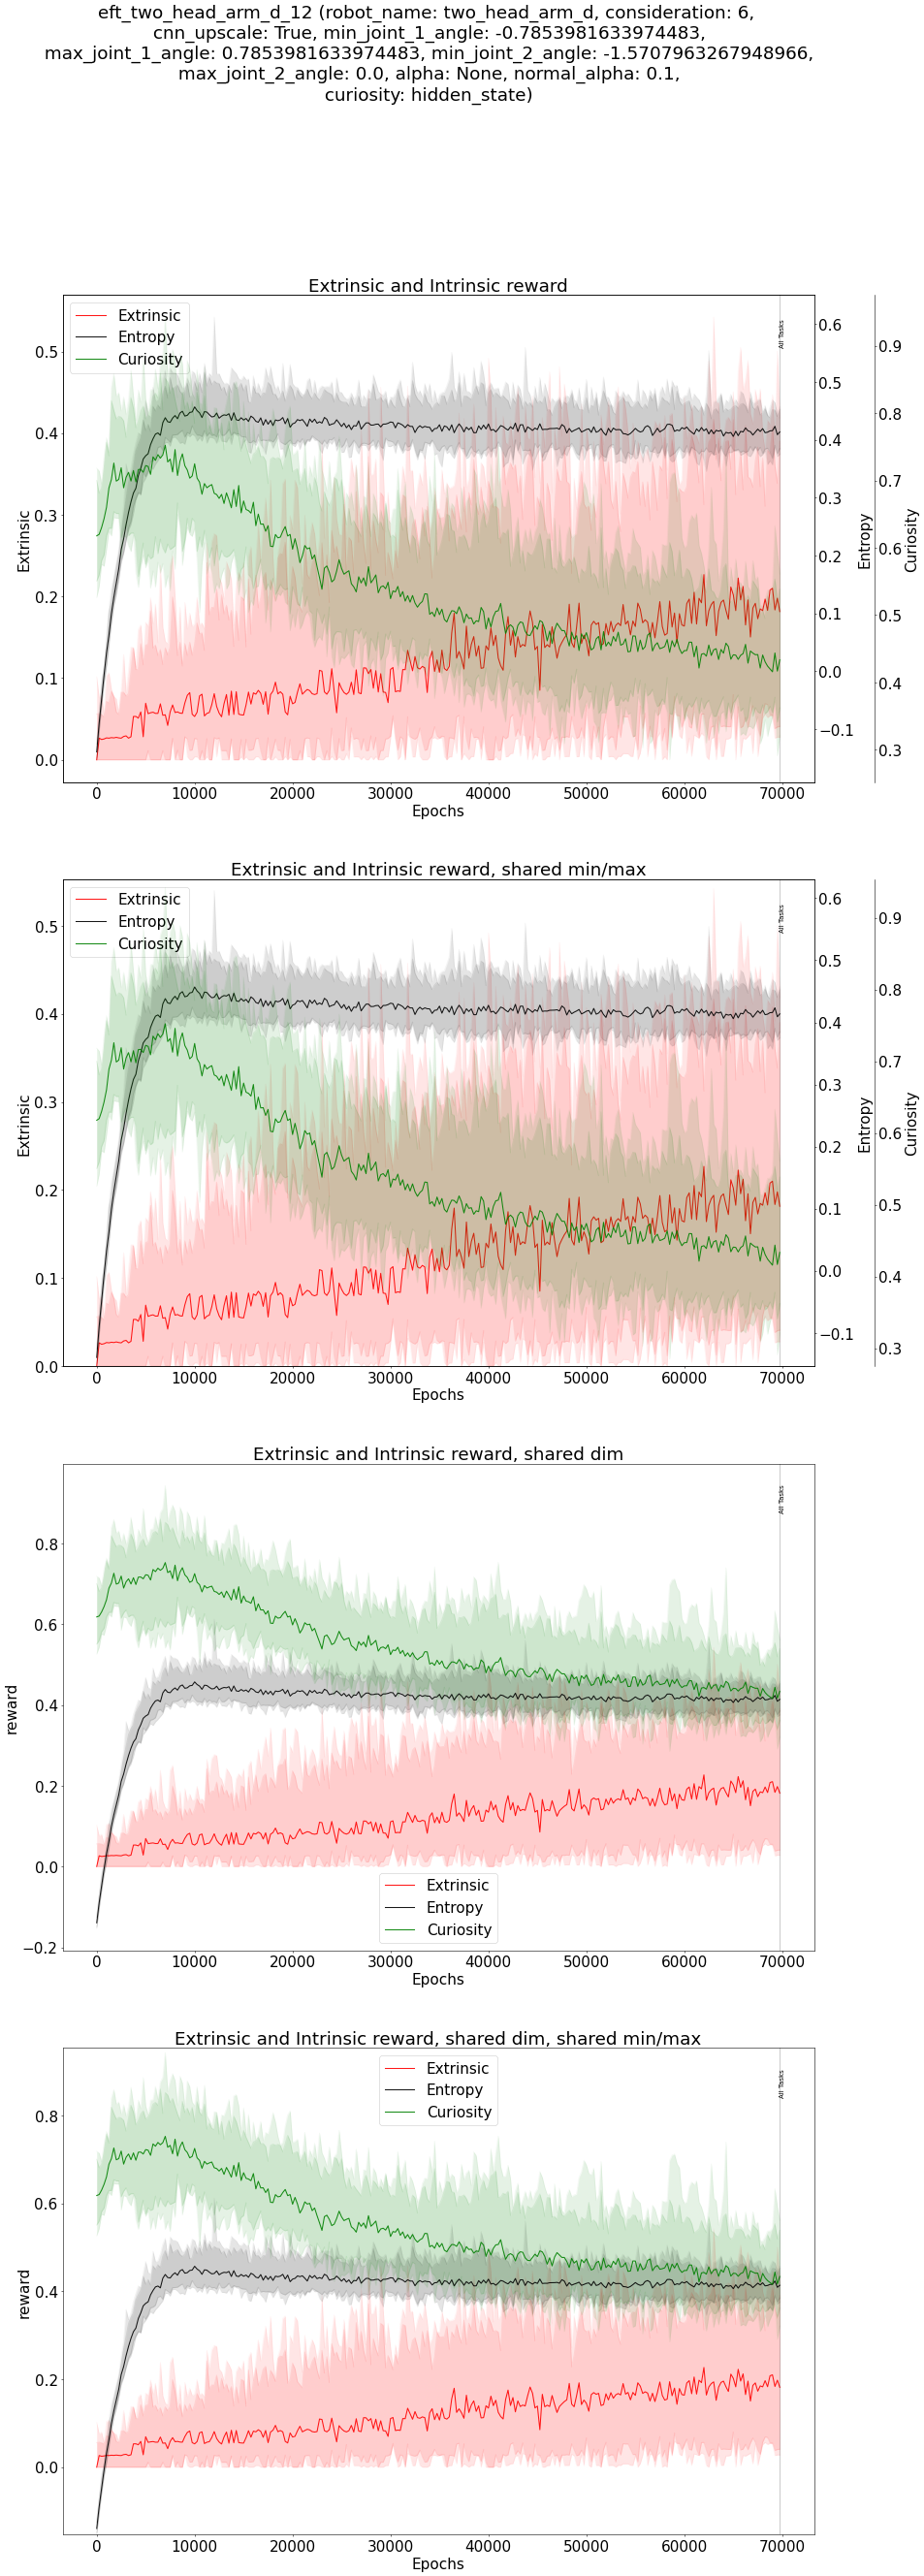 eft_two_head_arm_d_12 (robot_name: two_head_arm_d, consideration: 6,
cnn_upscale: True, min_joint_1_angle: -0.7853981633974483,
max_joint_1_angle: 0.7853981633974483, min_joint_2_angle: -1.5707963267948966,
max_joint_2_angle: 0.0, alpha: None, normal_alpha: 0.1,
curiosity: hidden_state)
Extrinsic and Intrinsic reward
Extrinsic
Entropy
Curiosity
All Tasks
0.5
0.4
0.3
0.2
0.1
0.0
Extrinsic
0.6
0.5
0.4
0.3
0.2
0.1
0.0
−0.1
Entropy
0.9
0.8
0.7
0.6
0.5
0.4
0.3
Curiosity
0 10000 20000 30000 40000 50000 60000 70000
Epochs
Extrinsic and Intrinsic reward, shared min/max
Extrinsic
Entropy
Curiosity
All Tasks
0.5
0.4
0.3
0.2
0.1
0.0
Extrinsic
0.6
0.5
0.4
0.3
0.2
0.1
0.0
−0.1
Entropy
0.9
0.8
0.7
0.6
0.5
0.4
0.3
Curiosity
0 10000 20000 30000 40000 50000 60000 70000
Epochs
Extrinsic and Intrinsic reward, shared dim
All Tasks
0.8
0.6
0.4
0.2
0.0
−0.2
reward
Extrinsic
Entropy
Curiosity
0 10000 20000 30000 40000 50000 60000 70000
Epochs
Extrinsic and Intrinsic reward, shared dim, shared min/max
Extrinsic
Entropy
Curiosity
All Tasks
0.8
0.6
0.4
0.2
0.0
reward
0 10000 20000 30000 40000 50000 60000 70000
Epochs